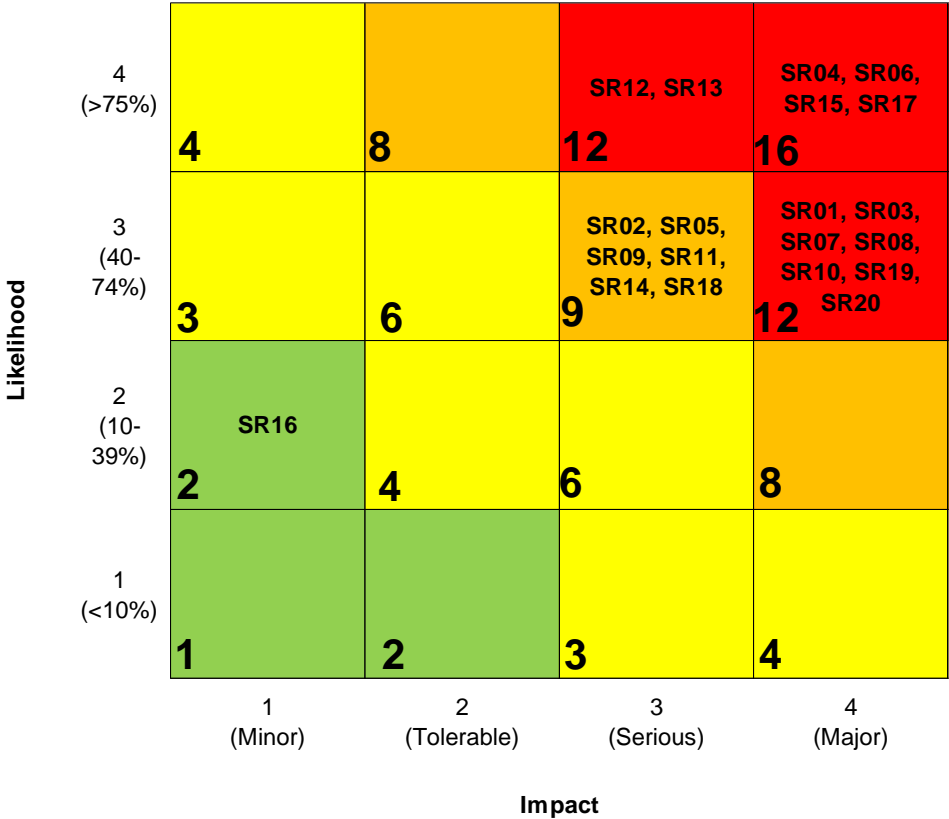 4
(>75%)
SR12, SR13
SR04, SR06,
SR15, SR17
4
8
12
16
3
(40-
74%)
SR02, SR05,
SR09, SR11,
SR14, SR18
SR01, SR03,
SR07, SR08,
SR10, SR19,
SR20
3
6
9
12
Likelihood
2
(10-
39%)
SR16
2
4
6
8
1
(<10%)
1
2
3
4
1
(Minor)
2
(Tolerable)
3
(Serious)
4
(Major)
Impact